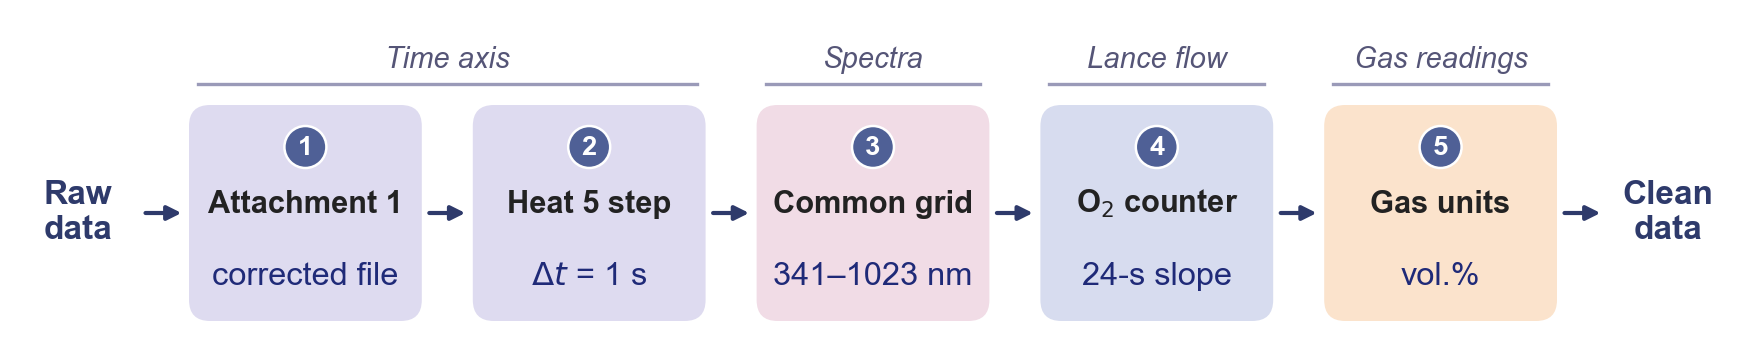 Time axis
Spectra
Lance flow
Gas readings
Raw
data
1
Attachment 1
corrected file
2
Heat 5 step
Δt = 1 s
3
Common grid
341–1023 nm
4
O₂ counter
24-s slope
5
Gas units
vol.%
Clean
data